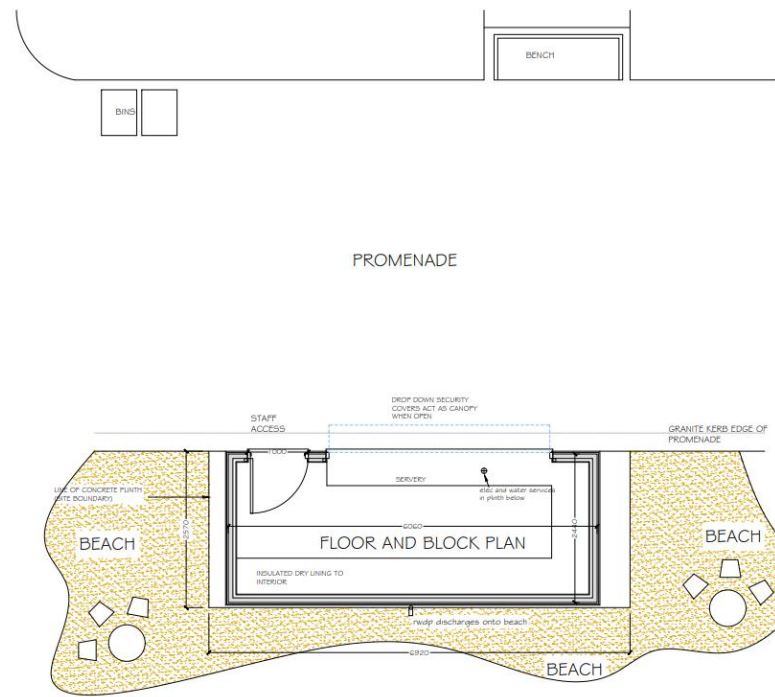 BENCH
BINS
PROMENADE
DROP DOWN SECURITY
COVERS ACT AS CANOPY
WHEN OPEN
STAFF
ACCESS
GRANITE KERB EDGE OF
PROMENADE
1000
SERVERY
elec and water services
in plinth below
LINE OF CONCRETE PLINTH
(SITE BOUNDARY)
2570
6060
2440
BEACH
FLOOR AND BLOCK PLAN
BEACH
INSULATED DRY LINING TO
INTERIOR
rwdp discharges onto beach
6920
BEACH